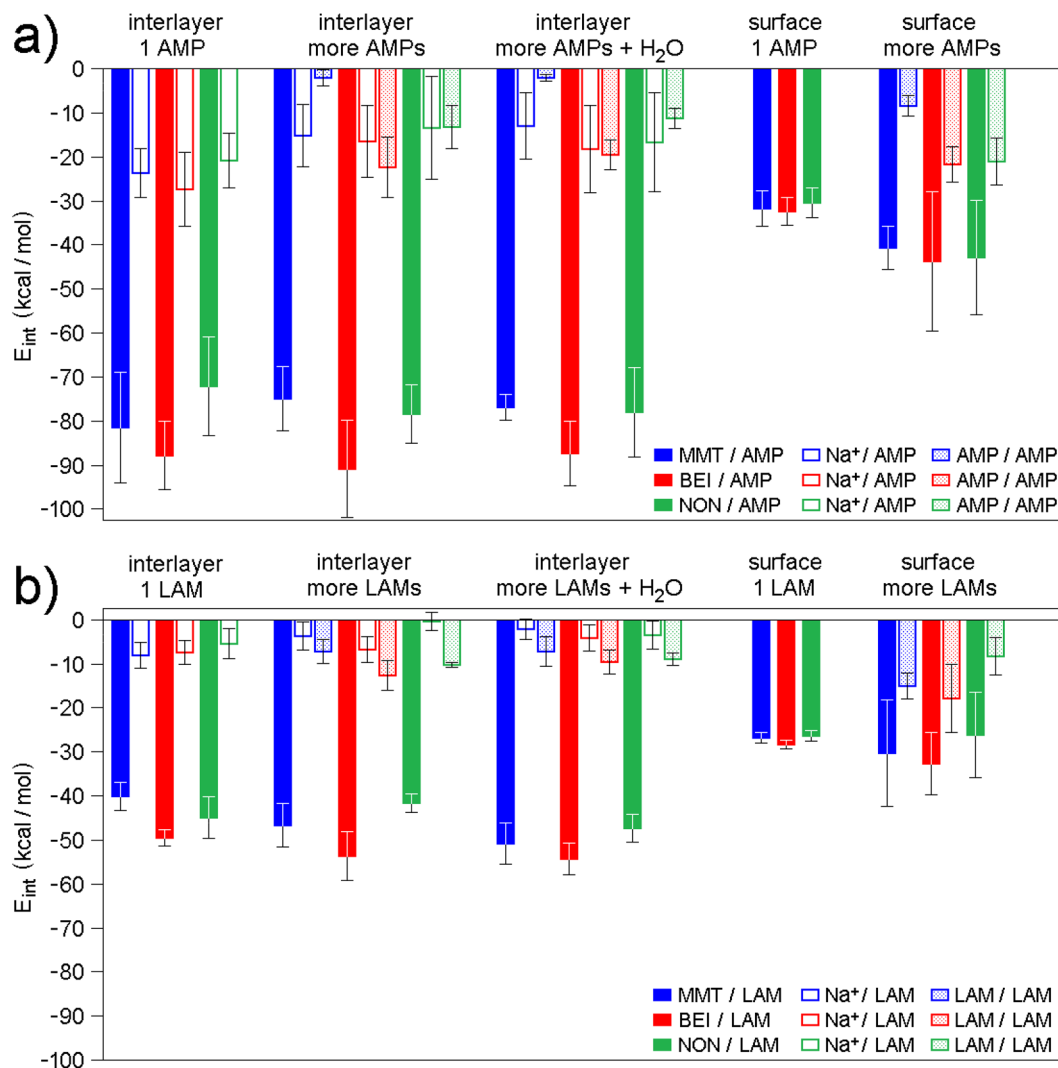 a)
interlayer
1 AMP
interlayer
more AMPs
interlayer
more AMPs + H₂O
surface
1 AMP
surface
more AMPs
E_int (kcal / mol)
0
-10
-20
-30
-40
-50
-60
-70
-80
-90
-100
MMT / AMP Na⁺/ AMP AMP / AMP
BEI / AMP Na⁺/ AMP AMP / AMP
NON / AMP Na⁺/ AMP AMP / AMP
b)
interlayer
1 LAM
interlayer
more LAMs
interlayer
more LAMs + H₂O
surface
1 LAM
surface
more LAMs
E_int (kcal / mol)
0
-10
-20
-30
-40
-50
-60
-70
-80
-90
-100
MMT / LAM Na⁺/ LAM LAM / LAM
BEI / LAM Na⁺/ LAM LAM / LAM
NON / LAM Na⁺/ LAM LAM / LAM